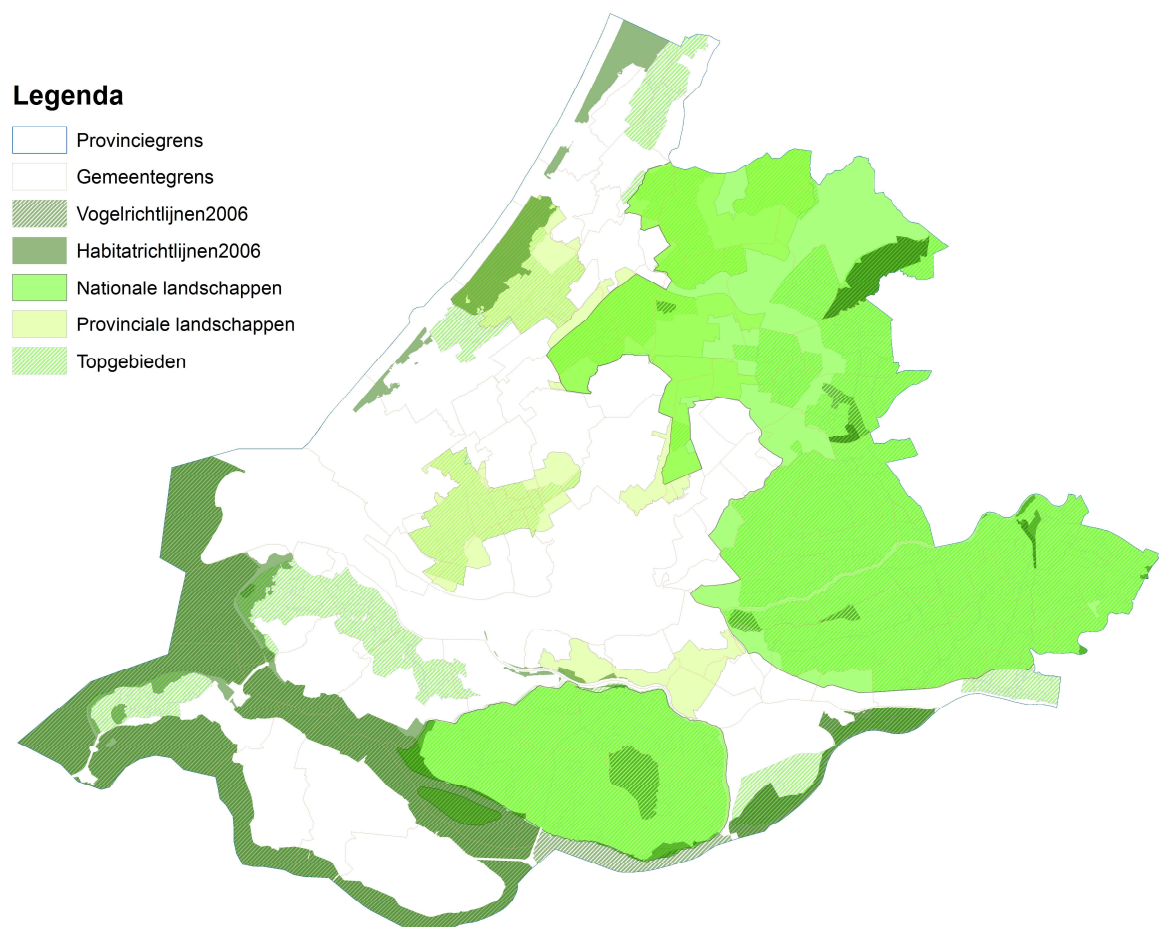 Legenda
Provinciegrens
Gemeentegrens
Vogelrichtlijnen2006
Habitatrichtlijnen2006
Nationale landschappen
Provinciale landschappen
Topgebieden